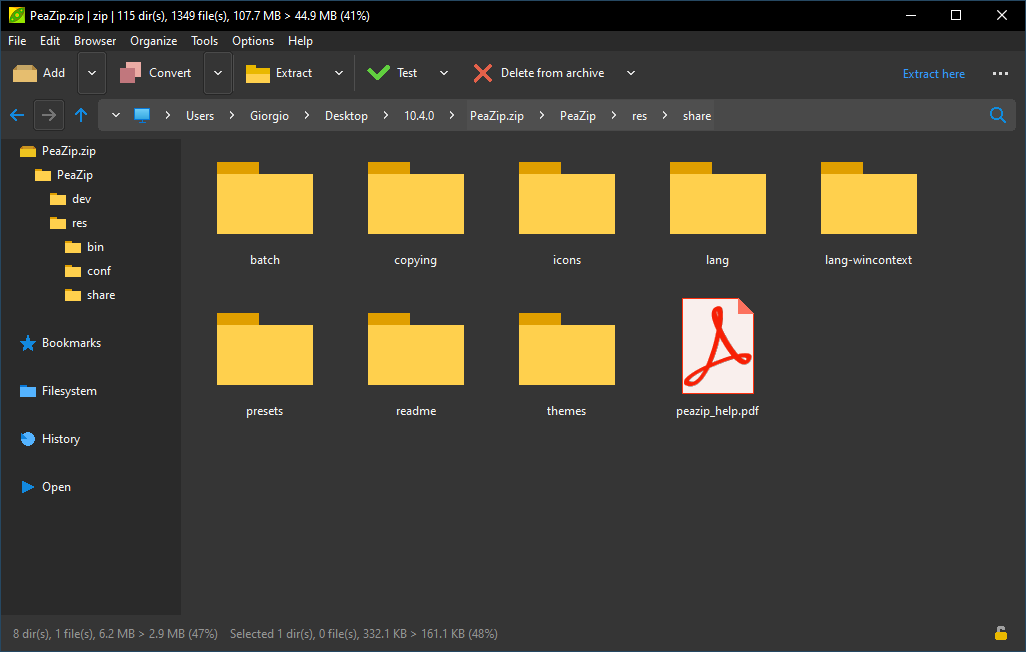 PeaZip.zip | zip | 115 dir(s), 1349 file(s), 107.7 MB > 44.9 MB (41%)
File Edit Browser Organize Tools Options Help
Add Convert Extract Test Delete from archive Extract here
Users Giorgio Desktop 10.4.0 PeaZip.zip PeaZip res share
PeaZip.zip
PeaZip
dev
res
bin
conf
share
Bookmarks
Filesystem
History
Open
batch copying icons lang lang-wincontext
presets readme themes peazip_help.pdf
8 dir(s), 1 file(s), 6.2 MB > 2.9 MB (47%) Selected 1 dir(s), 0 file(s), 332.1 KB > 161.1 KB (48%)